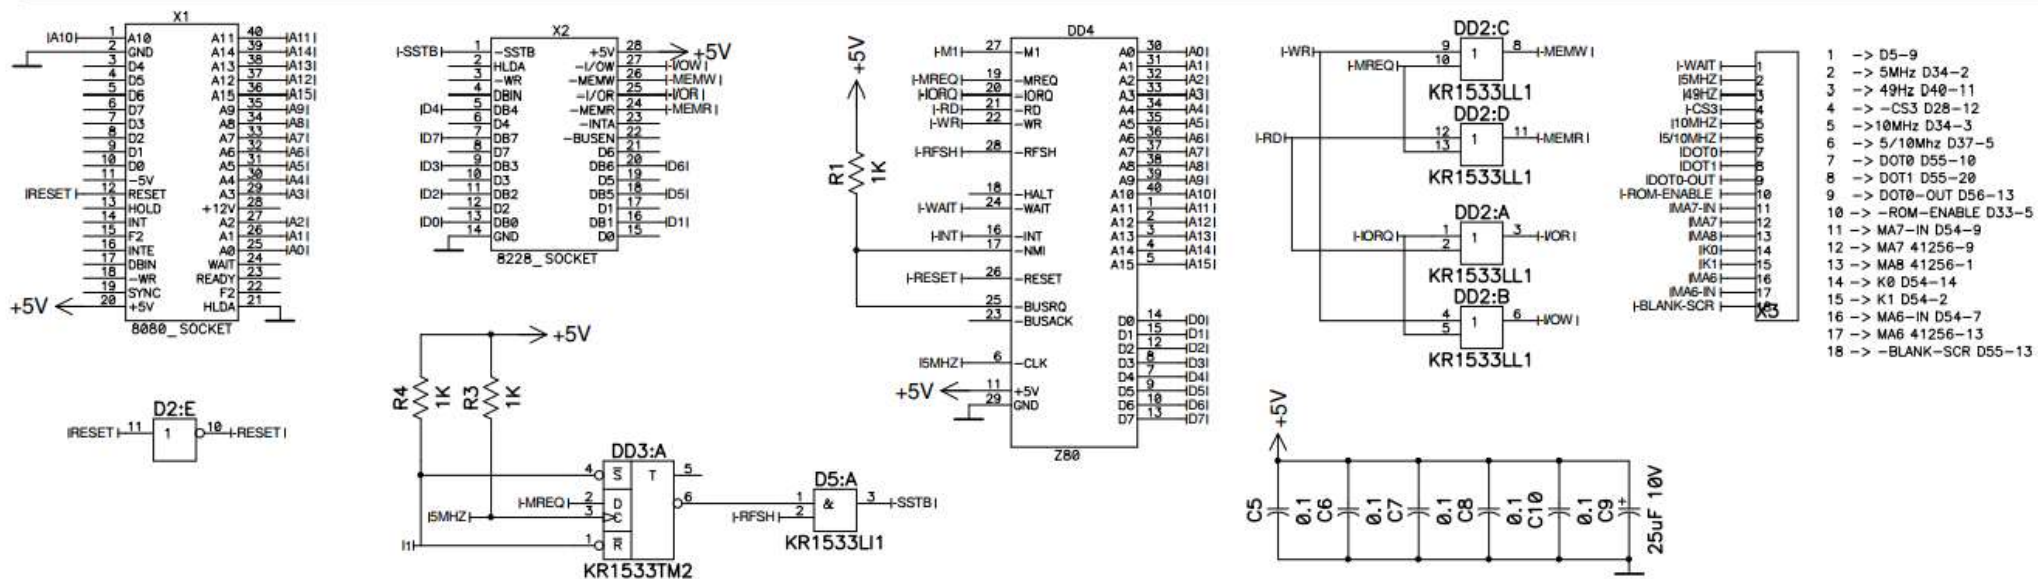 X1
|A10| 1 A10 A11 40 |A11|
2 GND A14 39 |A14|
3 D4 A13 38 |A13|
4 D5 A12 37 |A12|
5 D6 A15 36 |A15|
6 D7 A9 35 |A9|
7 D3 A8 34 |A8|
8 D2 A7 33 |A7|
9 D1 A6 32 |A6|
10 D0 A5 31 |A5|
11 -5V A4 30 |A4|
|RESET| 12 RESET A3 29 |A3|
13 HOLD +12V 28
14 INT A2 27 |A2|
15 F2 A1 26 |A1|
16 INTE A0 25 |A0|
17 DBIN WAIT 24
18 -WR READY 23
19 SYNC F2 22
+5V 20 +5V HLDA 21
8080_SOCKET
|RESET| 11 D2:E 1 10 |-RESET|
X2
|-SSTB| 1 -SSTB +5V 28 +5V
2 HLDA -I/OW 27 |-I/OW|
3 -WR -MEMW 26 |-MEMW|
4 DBIN -I/OR 25 |-I/OR|
|D4| 5 DB4 -MEMR 24 |-MEMR|
6 D4 -INTA 23
|D7| 7 DB7 -BUSEN 22
8 D7 D6 21
|D3| 9 DB3 DB6 20 |D6|
10 D3 D5 19
|D2| 11 DB2 DB5 18 |D5|
12 D2 D1 17
|D0| 13 DB0 DB1 16 |D1|
14 GND D0 15
8228_SOCKET
+5V
R4 1K R3 1K
DD3:A
4 S T 5
|-MREQ| 2 D 6
|5MHZ| 3 C
|1| 1 R
KR1533TM2
D5:A
1 & 3 |-SSTB|
|-RFSH| 2
KR1533LI1
+5V
R1 1K
DD4
|-M1| 27 -M1 A0 30 |A0|
A1 31 |A1|
|-MREQ| 19 -MREQ A2 32 |A2|
|-IORQ| 20 -IORQ A3 33 |A3|
|-RD| 21 -RD A4 34 |A4|
|-WR| 22 -WR A5 35 |A5|
A6 36 |A6|
|-RFSH| 28 -RFSH A7 37 |A7|
A8 38 |A8|
A9 39 |A9|
18 -HALT A10 40 |A10|
|-WAIT| 24 -WAIT A11 1 |A11|
A12 2 |A12|
|-INT| 16 -INT A13 3 |A13|
17 -NMI A14 4 |A14|
A15 5 |A15|
|-RESET| 26 -RESET
25 -BUSRQ
23 -BUSACK D0 14 |D0|
D1 15 |D1|
D2 12 |D2|
|5MHZ| 6 -CLK D3 8 |D3|
D4 7 |D4|
+5V 11 +5V D5 9 |D5|
29 GND D6 10 |D6|
D7 13 |D7|
Z80
DD2:C
|-WR| 9 1 8 |-MEMW|
|-MREQ| 10
KR1533LL1
DD2:D
|-RD| 12 1 11 |-MEMR|
13
KR1533LL1
DD2:A
|-IORQ| 1 1 3 |-I/OR|
2
KR1533LL1
DD2:B
4 1 6 |-I/OW|
5
KR1533LL1
+5V
C5 0.1 C6 0.1 C7 0.1 C8 0.1 C10 0.1 C9 + 25uF 10V
|-WAIT| 1
|5MHZ| 2
|49HZ| 3
|-CS3| 4
|10MHZ| 5
|5/10MHZ| 6
|DOT0| 7
|DOT1| 8
|DOT0-OUT| 9
|-ROM-ENABLE| 10
|MA7-IN| 11
|MA7| 12
|MA8| 13
|K0| 14
|K1| 15
|MA6| 16
|MA6-IN| 17
|-BLANK-SCR| 18
X3
1 -> D5-9
2 -> 5MHz D34-2
3 -> 49Hz D40-11
4 -> -CS3 D28-12
5 ->10MHz D34-3
6 -> 5/10Mhz D37-5
7 -> DOT0 D55-10
8 -> DOT1 D55-20
9 -> DOT0-OUT D56-13
10 -> -ROM-ENABLE D33-5
11 -> MA7-IN D54-9
12 -> MA7 41256-9
13 -> MA8 41256-1
14 -> K0 D54-14
15 -> K1 D54-2
16 -> MA6-IN D54-7
17 -> MA6 41256-13
18 -> -BLANK-SCR D55-13